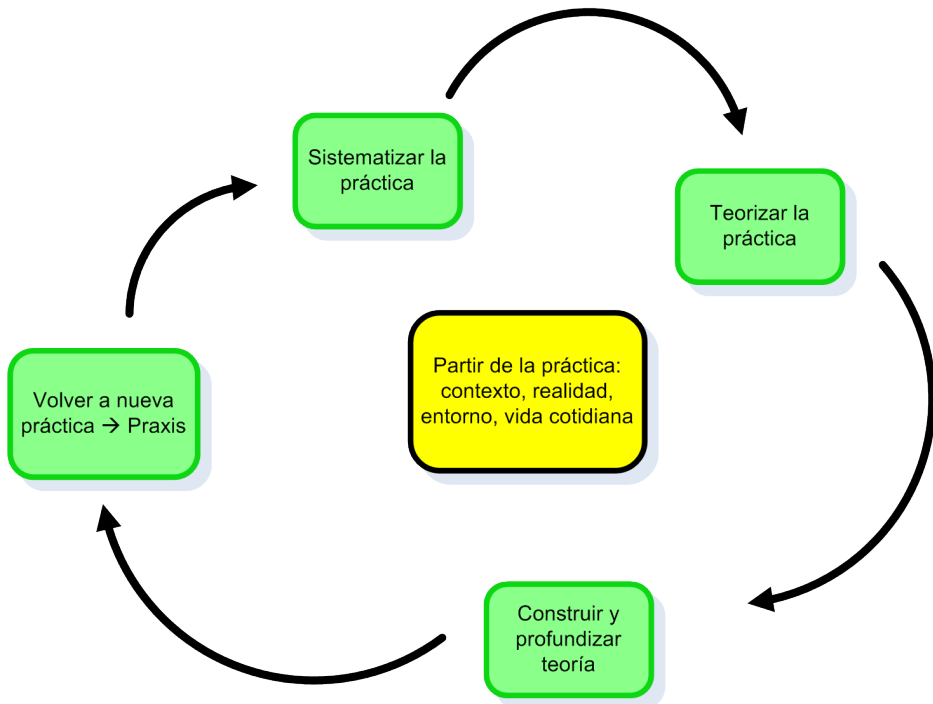 Sistematizar la
práctica
Teorizar la
práctica
Partir de la práctica:
contexto, realidad,
entorno, vida cotidiana
Volver a nueva
práctica → Praxis
Construir y
profundizar
teoría